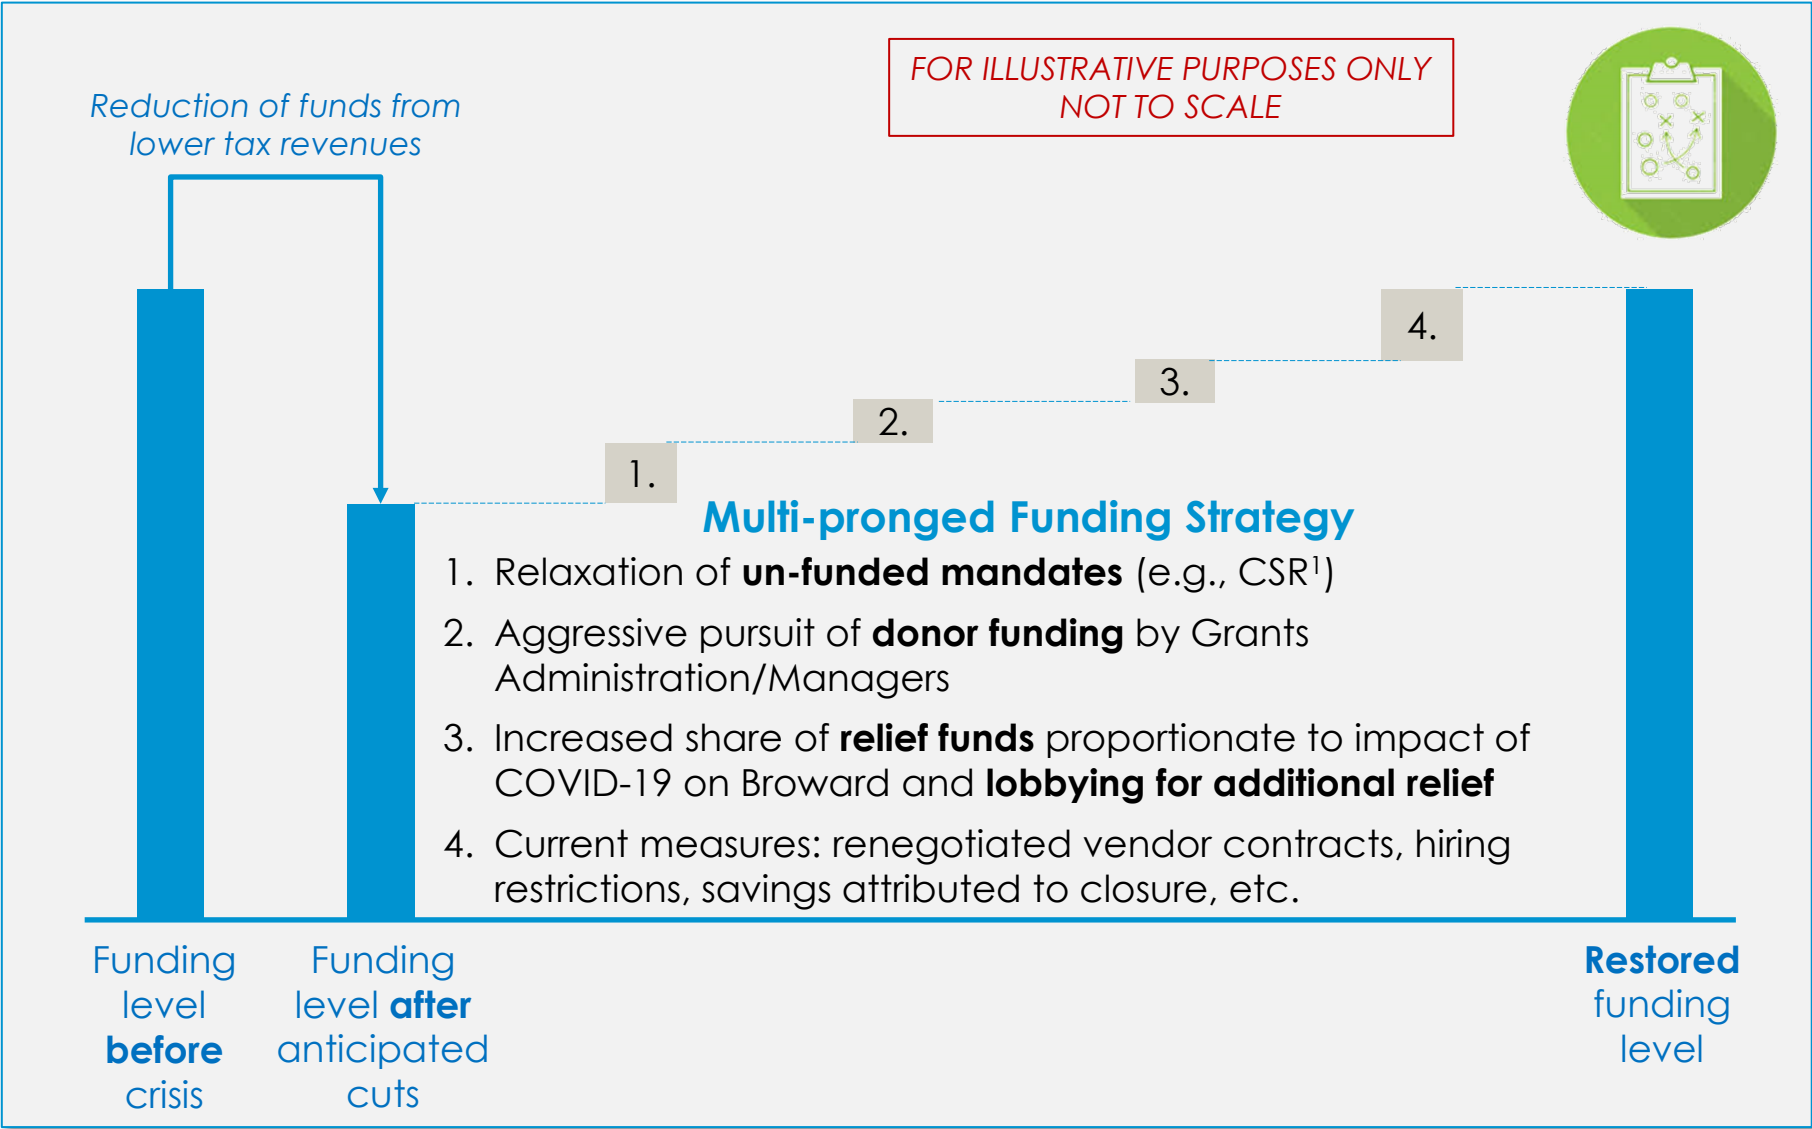 FOR ILLUSTRATIVE PURPOSES ONLY
NOT TO SCALE
Reduction of funds from
lower tax revenues
4.
3.
2.
1.
Multi-pronged Funding Strategy
1. Relaxation of un-funded mandates (e.g., CSR¹)
2. Aggressive pursuit of donor funding by Grants
Administration/Managers
3. Increased share of relief funds proportionate to impact of
COVID-19 on Broward and lobbying for additional relief
4. Current measures: renegotiated vendor contracts, hiring
restrictions, savings attributed to closure, etc.
Funding
level
before
crisis
Funding
level after
anticipated
cuts
Restored
funding
level